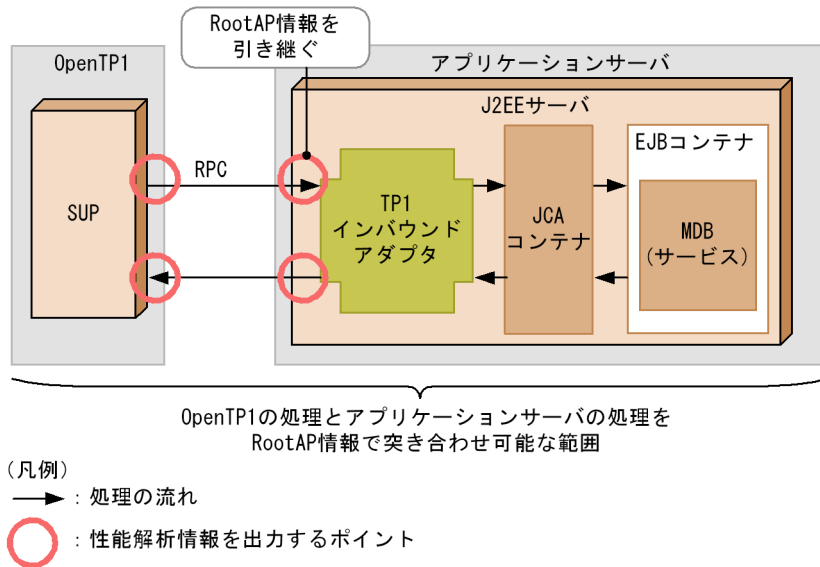 RootAP情報を
引き継ぐ
OpenTP1
アプリケーションサーバ
J2EEサーバ
EJBコンテナ
RPC
SUP
TP1
インバウンド
アダプタ
JCA
コンテナ
MDB
(サービス)
OpenTP1の処理とアプリケーションサーバの処理を
RootAP情報で突き合わせ可能な範囲
(凡例)
：処理の流れ
：性能解析情報を出力するポイント